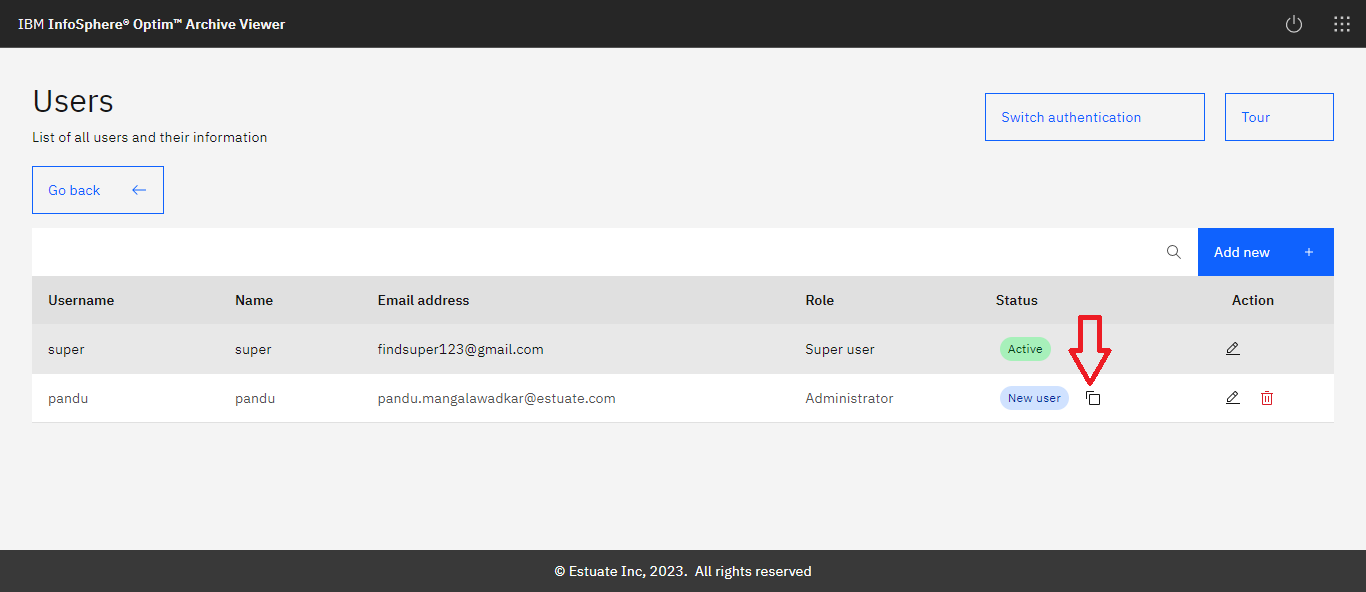 IBM InfoSphere® Optim™ Archive Viewer
Users
List of all users and their information
Switch authentication
Tour
Go back
Add new +
Username Name Email address Role Status Action
super super findsuper123@gmail.com Super user Active
pandu pandu pandu.mangalawadkar@estuate.com Administrator New user
© Estuate Inc, 2023. All rights reserved